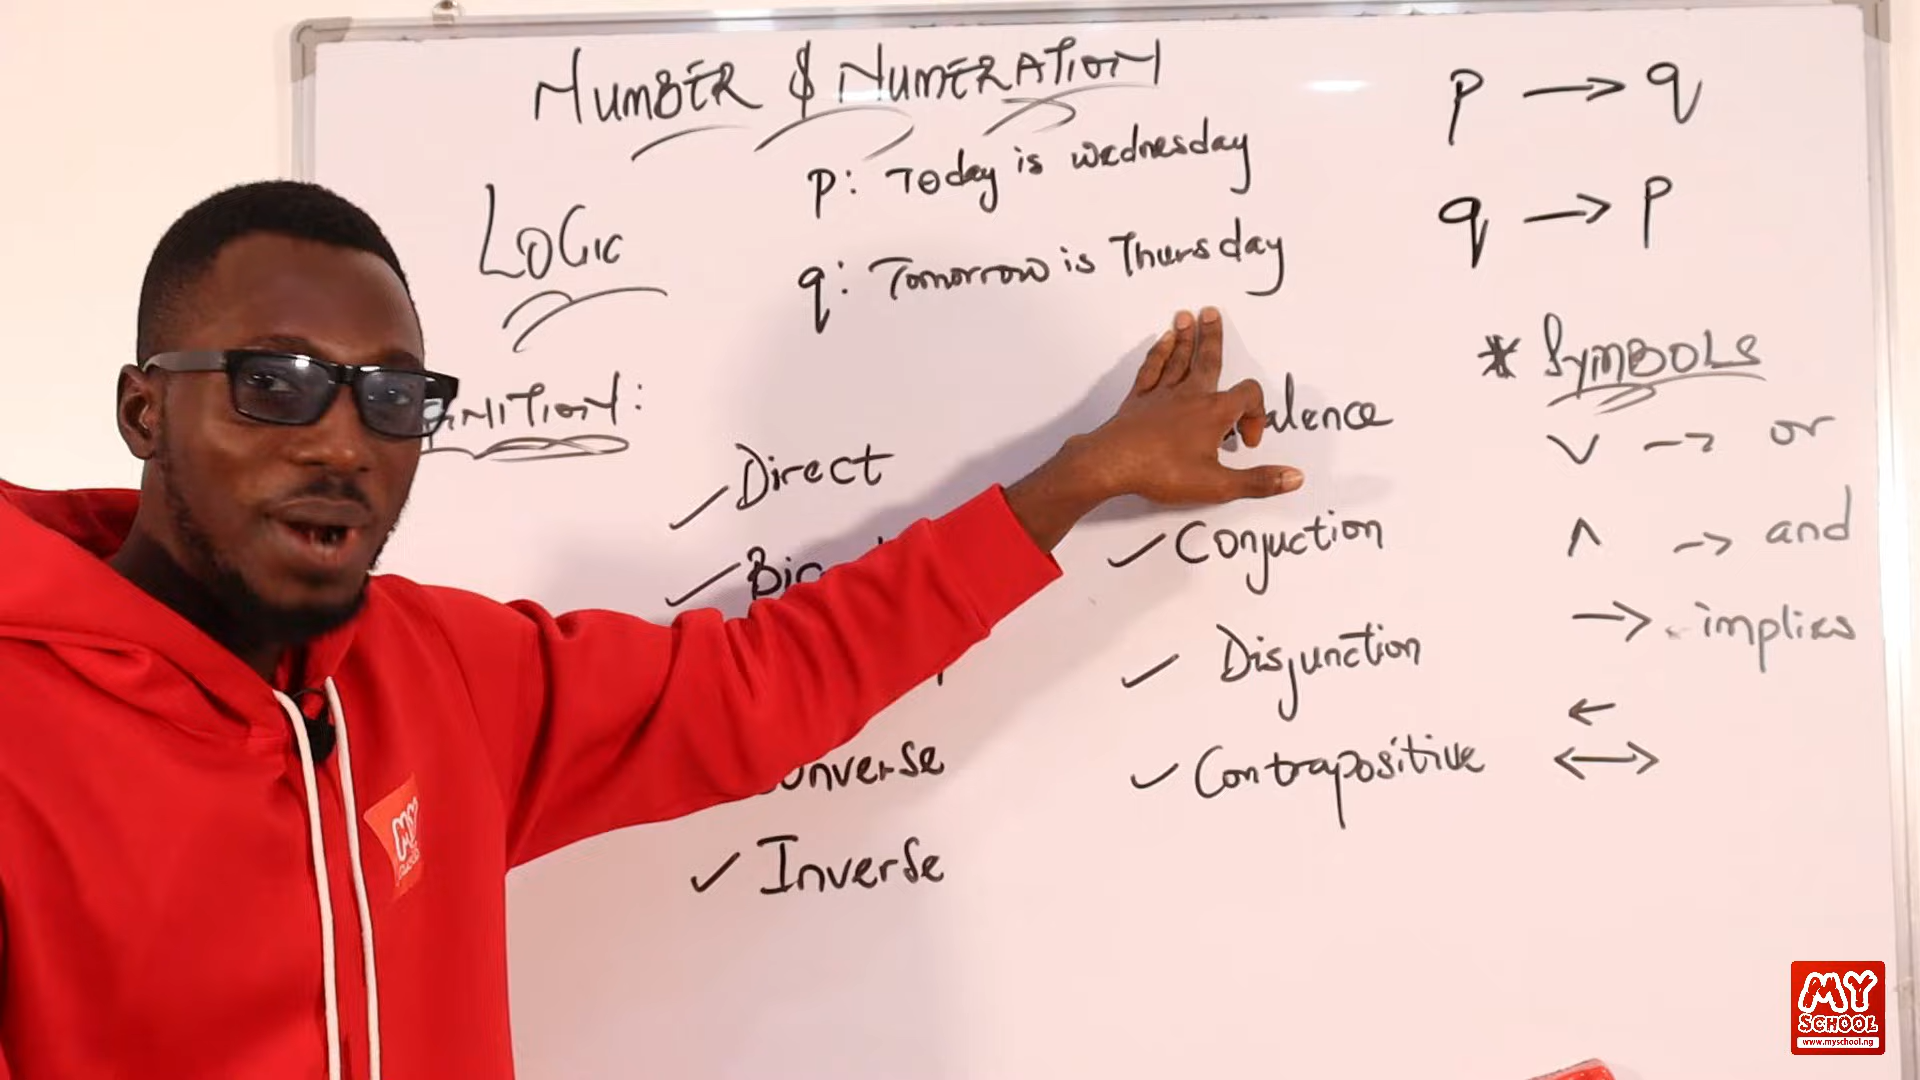 NUMBER & NUMERATION
LOGIC
p: Today is wednesday
q: Tomorrow is Thursday
p → q
q → p
* SYMBOLS
∨ → or
∧ → and
→ implies
←
↔
✓ Direct
✓ Conjuction
✓ Disjunction
✓ Contrapositive
✓ Inverse
MY
SCHOOL
www.myschool.ng